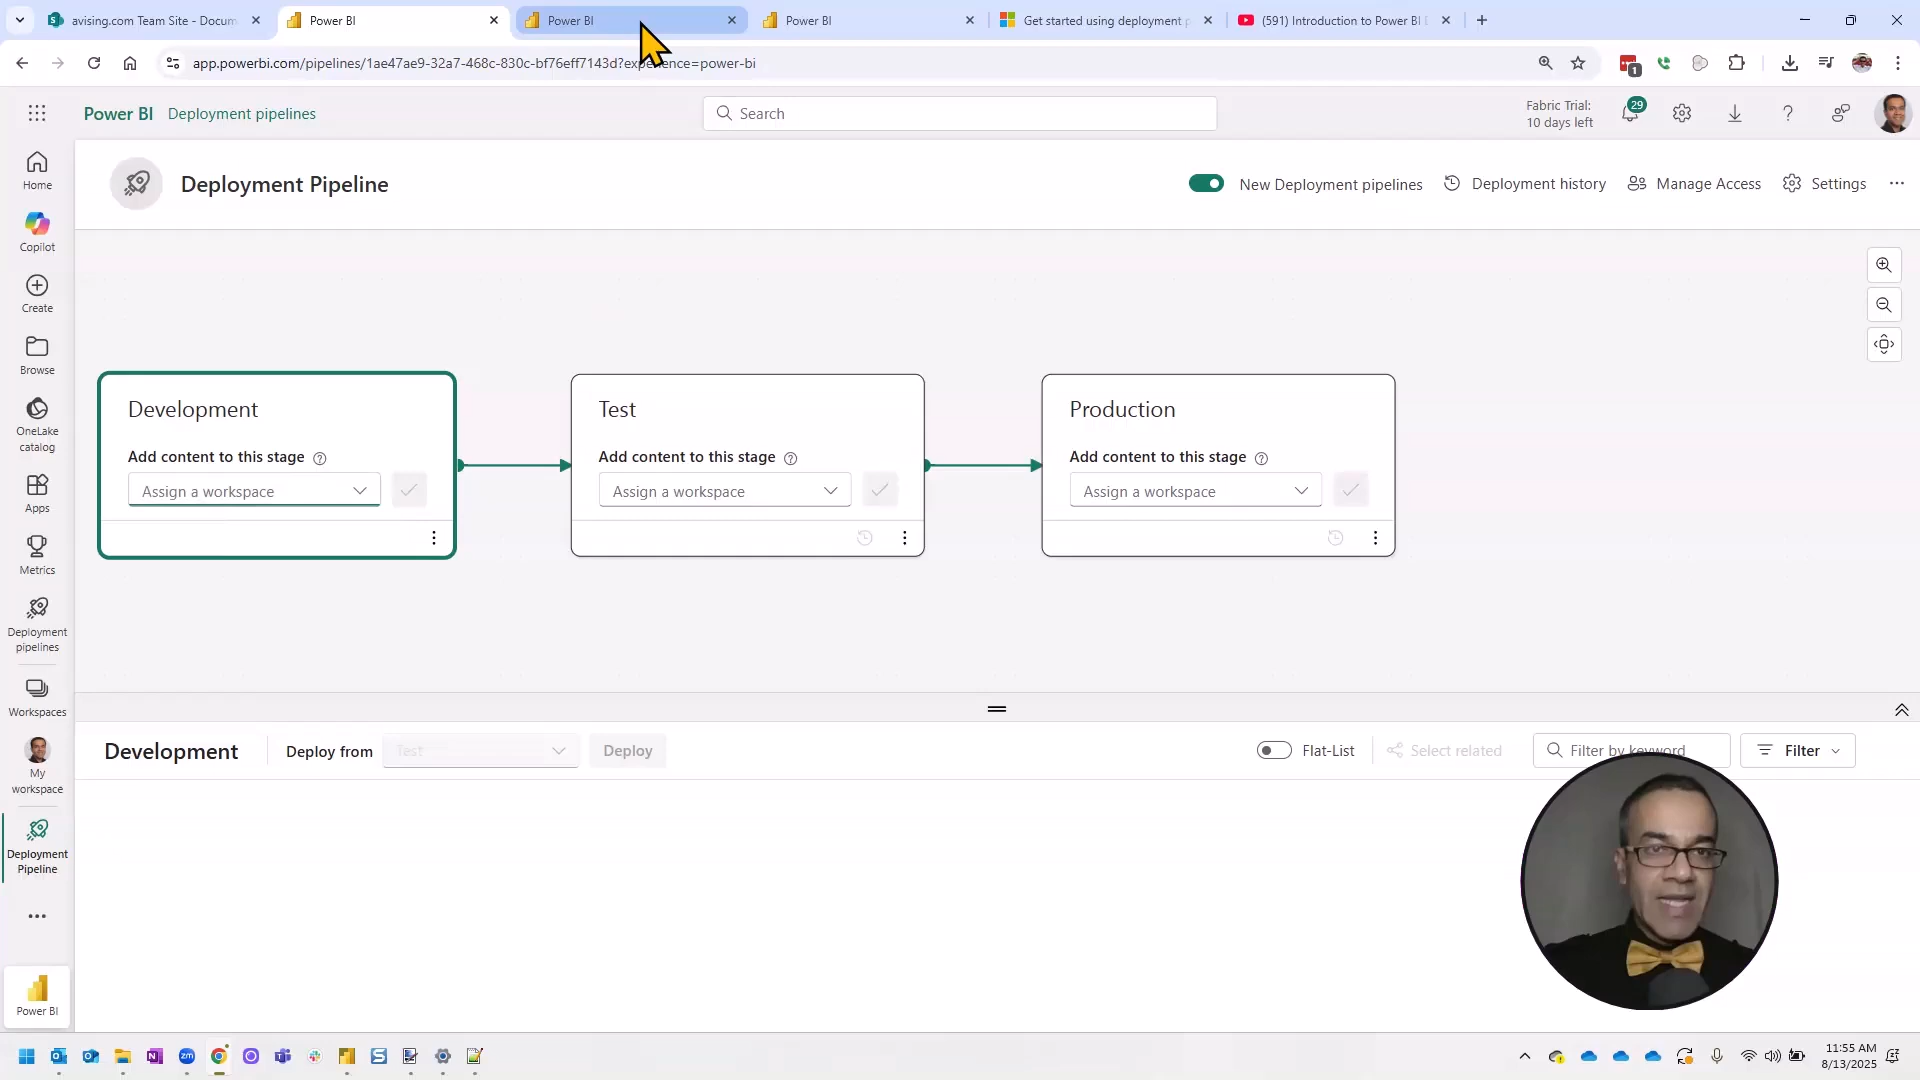 avising.com Team Site - Docum
Power BI
Power BI
Power BI
Get started using deployment p
(591) Introduction to Power BI D
app.powerbi.com/pipelines/1ae47ae9-32a7-468c-830c-bf76eff7143d?experience=power-bi
1
Power BI
Deployment pipelines
Search
Fabric Trial:
10 days left
29
Home
Copilot
Create
Browse
OneLake
catalog
Apps
Metrics
Deployment
pipelines
Workspaces
My
workspace
Deployment
Pipeline
Power BI
Deployment Pipeline
New Deployment pipelines
Deployment history
Manage Access
Settings
Development
Add content to this stage
Assign a workspace
Test
Add content to this stage
Assign a workspace
Production
Add content to this stage
Assign a workspace
Development
Deploy from
Test
Deploy
Flat-List
Select related
Filter by keyword
Filter
11:55 AM
8/13/2025